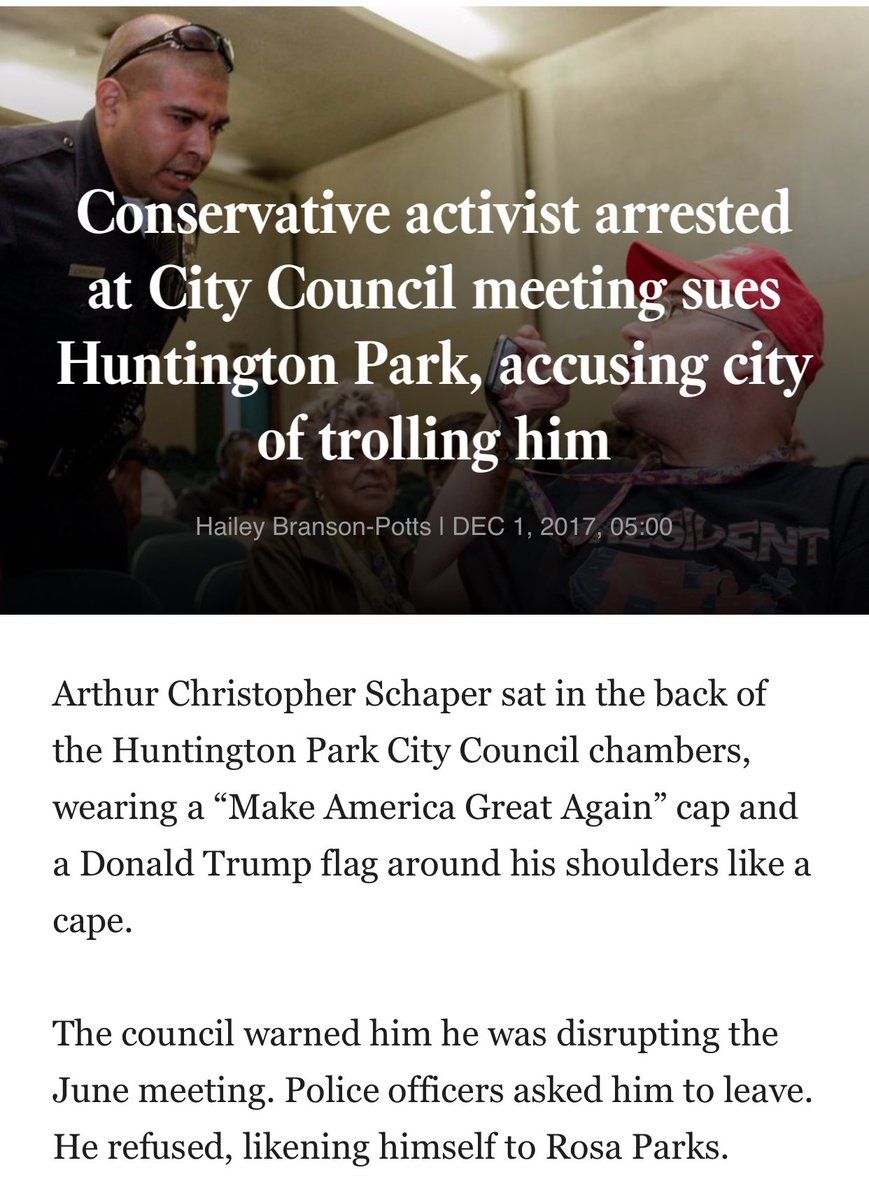 Conservative activist arrested
at City Council meeting sues
Huntington Park, accusing city
of trolling him
Hailey Branson-Potts | DEC 1, 2017, 05:00
Arthur Christopher Schaper sat in the back of
the Huntington Park City Council chambers,
wearing a “Make America Great Again” cap and
a Donald Trump flag around his shoulders like a
cape.
The council warned him he was disrupting the
June meeting. Police officers asked him to leave.
He refused, likening himself to Rosa Parks.